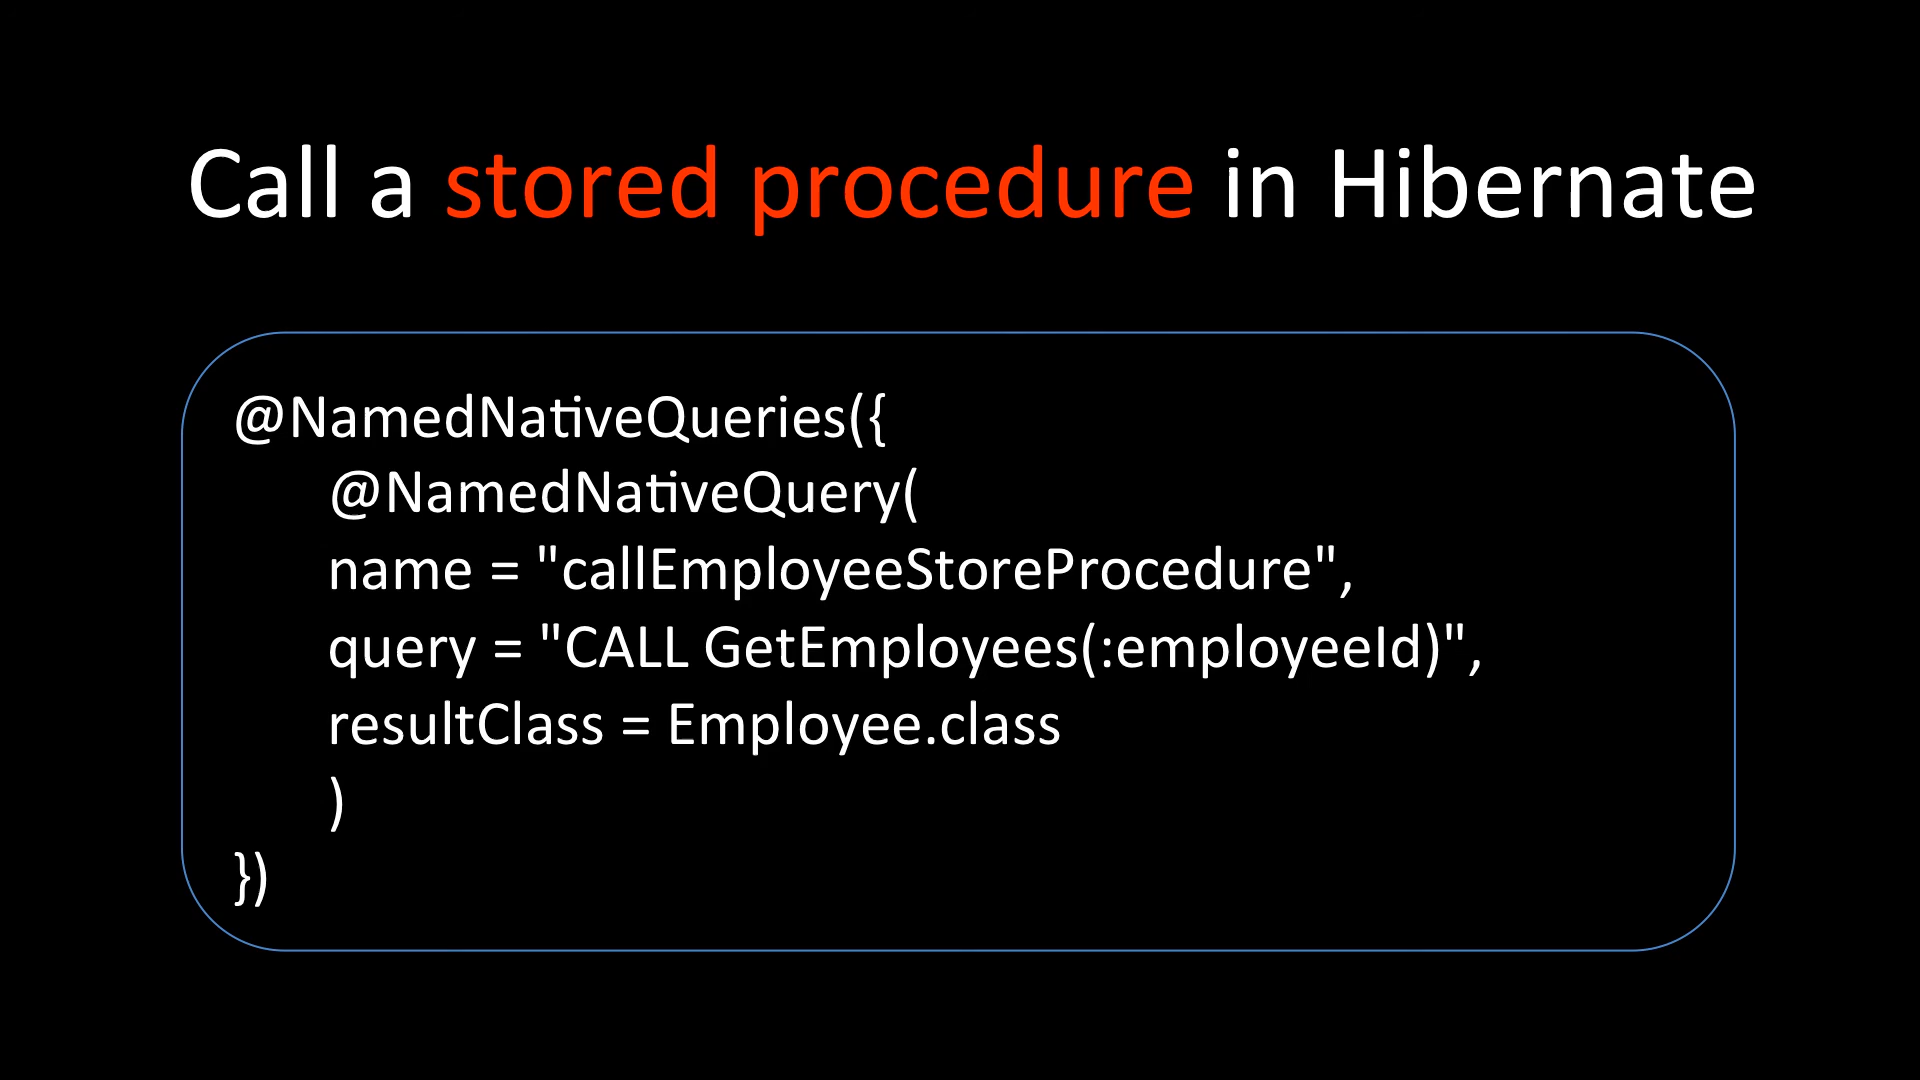 Call a stored procedure in Hibernate
@NamedNativeQueries({
@NamedNativeQuery(
name = "callEmployeeStoreProcedure",
query = "CALL GetEmployees(:employeeId)",
resultClass = Employee.class
)
})